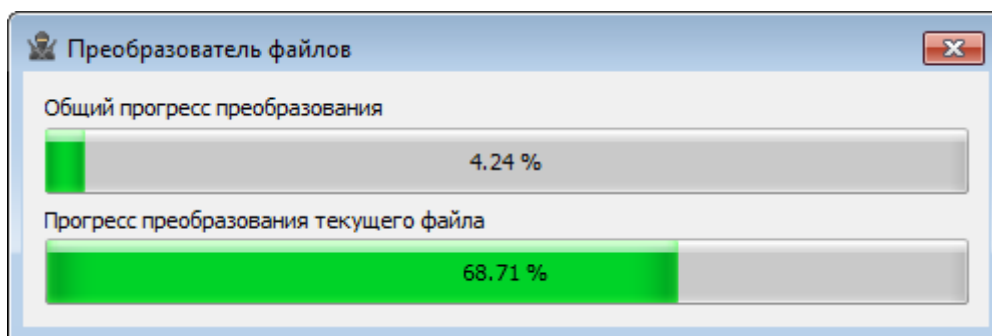 Преобразователь файлов
Общий прогресс преобразования
4.24 %
Прогресс преобразования текущего файла
68.71 %